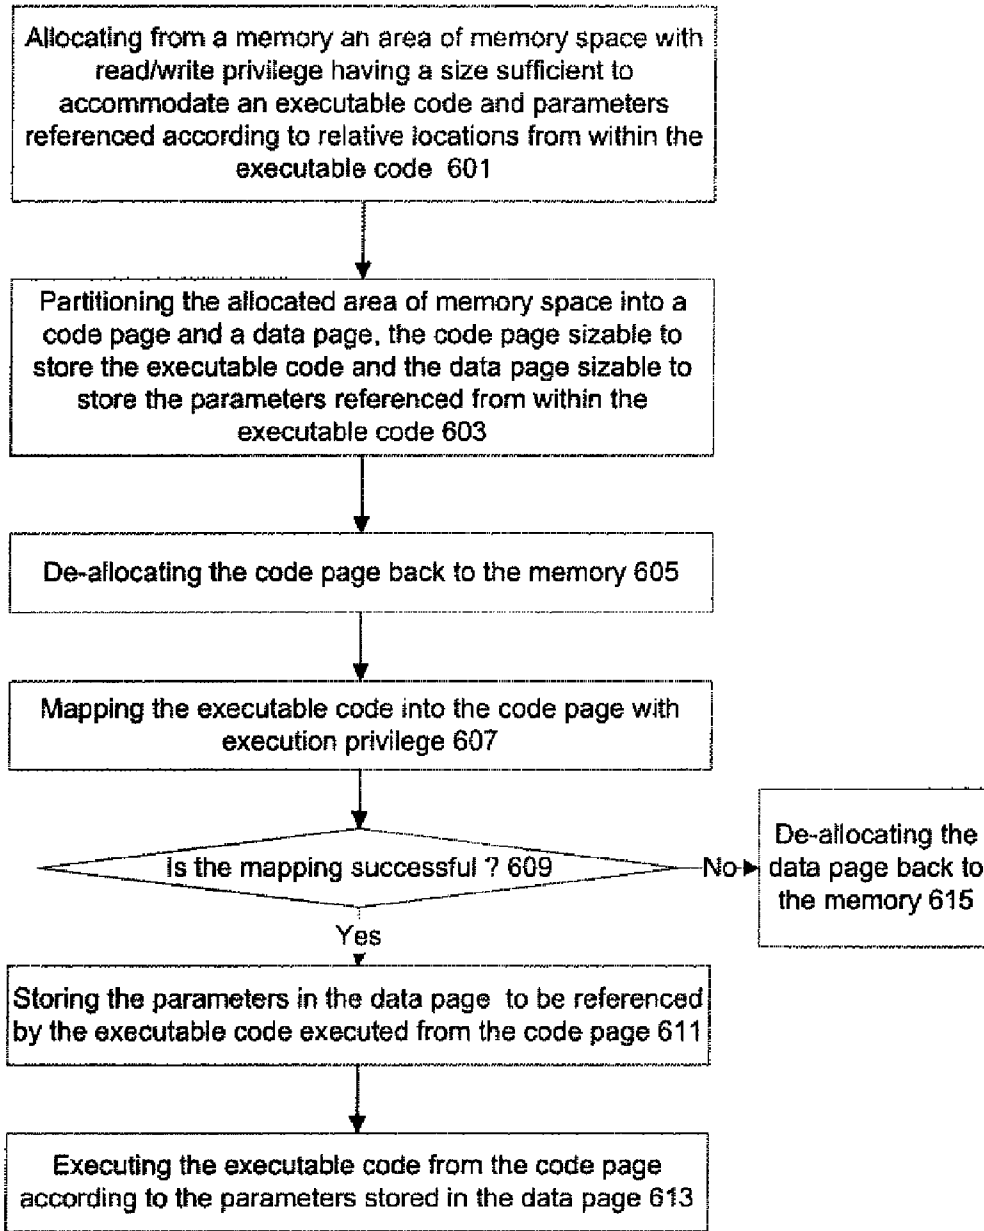 Allocating from a memory an area of memory space with
read/write privilege having a size sufficient to
accommodate an executable code and parameters
referenced according to relative locations from within the
executable code 601
Partitioning the allocated area of memory space into a
code page and a data page, the code page sizable to
store the executable code and the data page sizable to
store the parameters referenced from within the
executable code 603
De-allocating the code page back to the memory 605
Mapping the executable code into the code page with
execution privilege 607
Is the mapping successful ? 609
No
De-allocating the
data page back to
the memory 615
Yes
Storing the parameters in the data page to be referenced
by the executable code executed from the code page 611
Executing the executable code from the code page
according to the parameters stored in the data page 613